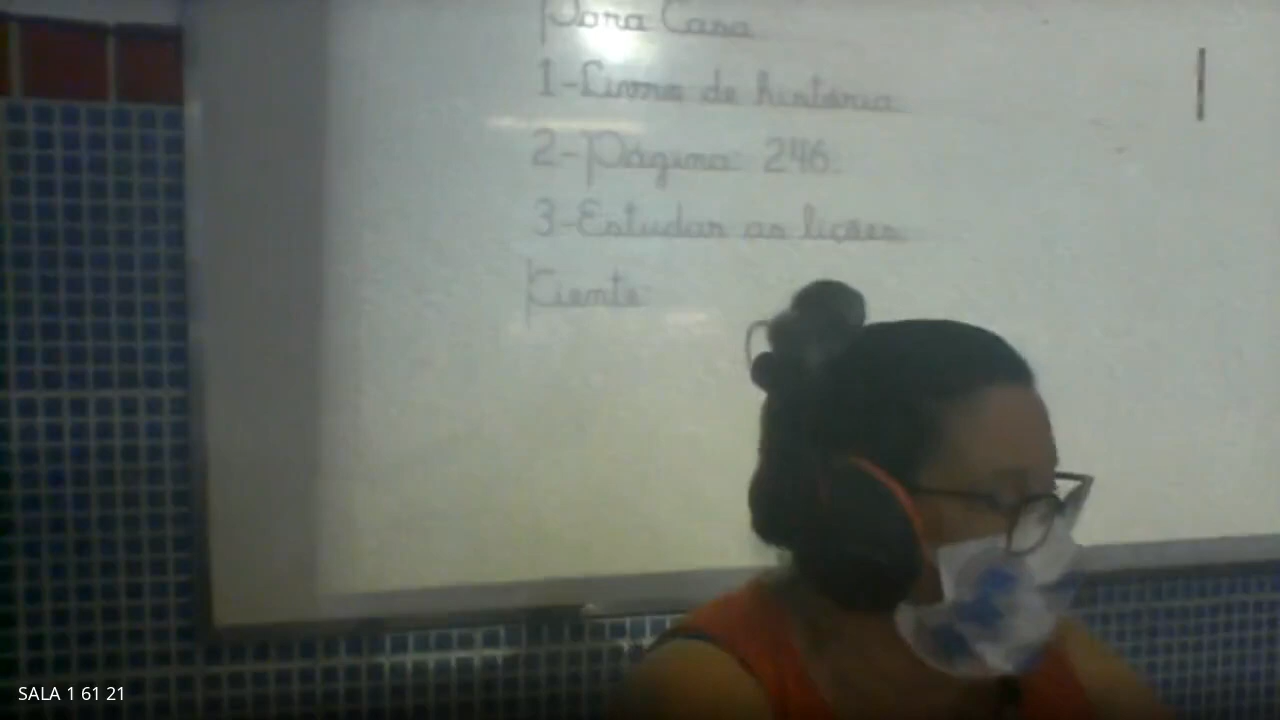 Para Casa
1-Livro de história
2-Página: 246.
3-Estudar as lições
Ciente:
SALA 1 61 21